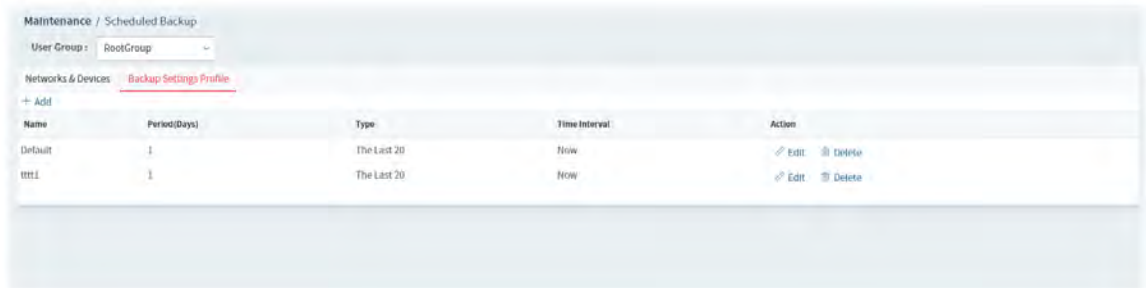 Maintenance / Scheduled Backup
User Group : RootGroup
Networks & Devices Backup Settings Profile
+ Add
Name Period(Days) Type Time Interval Action
Default 1 The Last 20 Now Edit Delete
1 The Last 20 Now Edit Delete